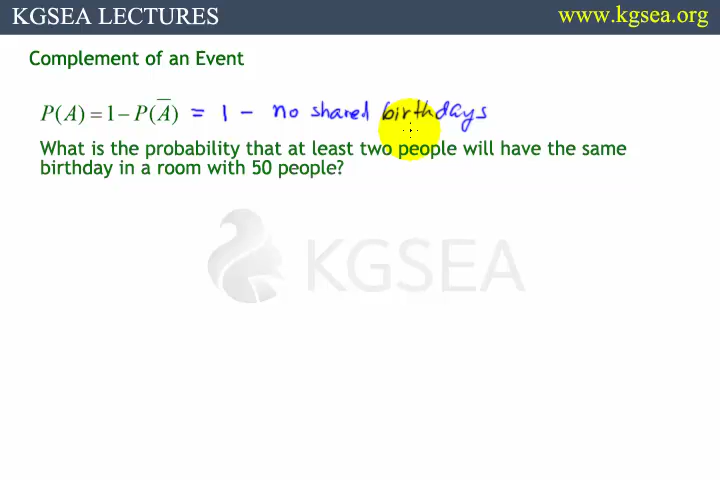 KGSEA LECTURES
www.kgsea.org
Complement of an Event
P(A) = 1 − P(A̅) = 1 − no shared birthdays
What is the probability that at least two people will have the same
birthday in a room with 50 people?
KGSEA